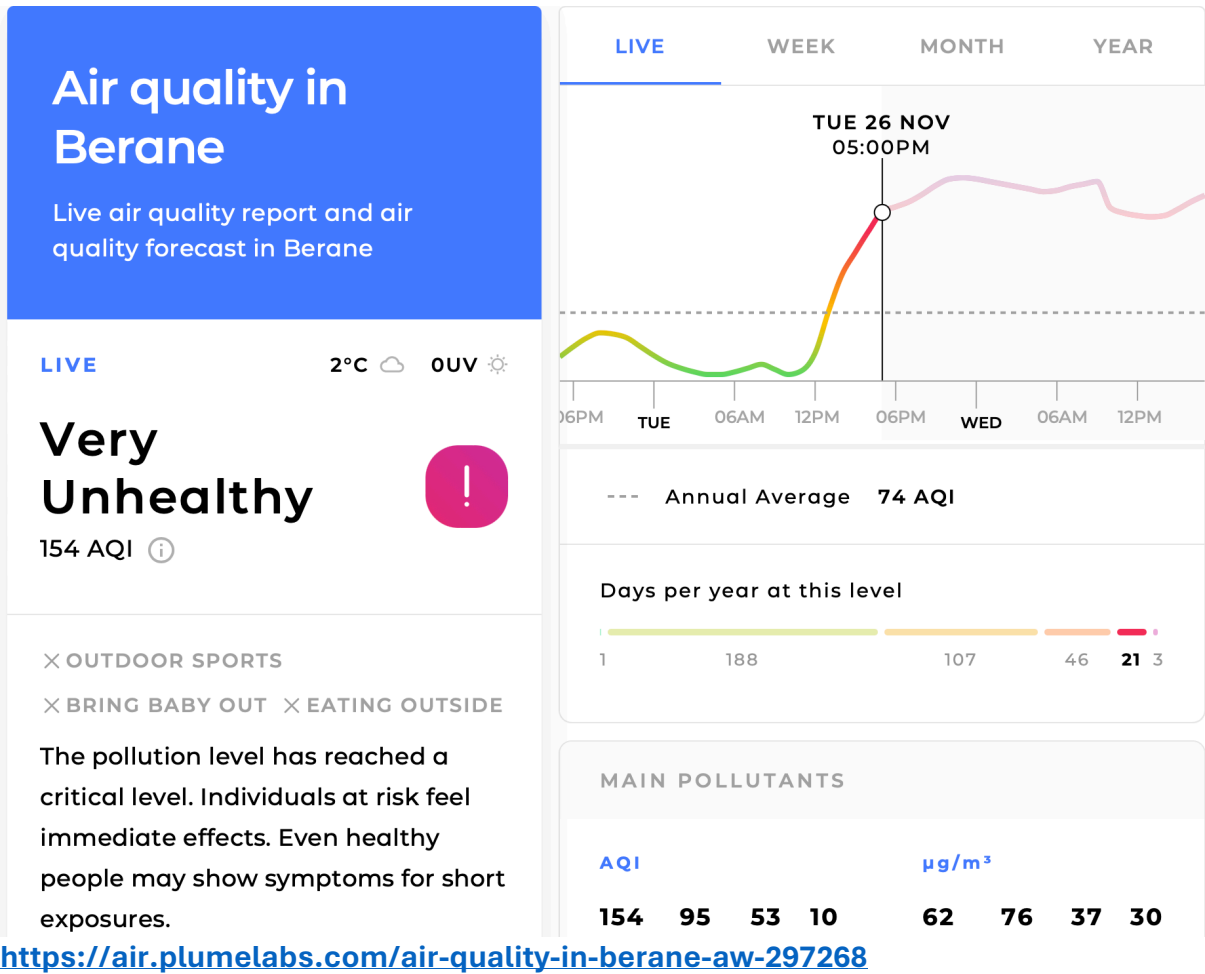 Air quality in
Berane
Live air quality report and air
quality forecast in Berane
LIVE 2°C 0UV
Very
Unhealthy
!
154 AQI i
OUTDOOR SPORTS
BRING BABY OUT EATING OUTSIDE
The pollution level has reached a
critical level. Individuals at risk feel
immediate effects. Even healthy
people may show symptoms for short
exposures.
LIVE WEEK MONTH YEAR
TUE 26 NOV
05:00PM
06PM TUE 06AM 12PM 06PM WED 06AM 12PM
Annual Average 74 AQI
Days per year at this level
1 188 107 46 21 3
MAIN POLLUTANTS
AQI µg/m³
154 95 53 10 62 76 37 30
https://air.plumelabs.com/air-quality-in-berane-aw-297268